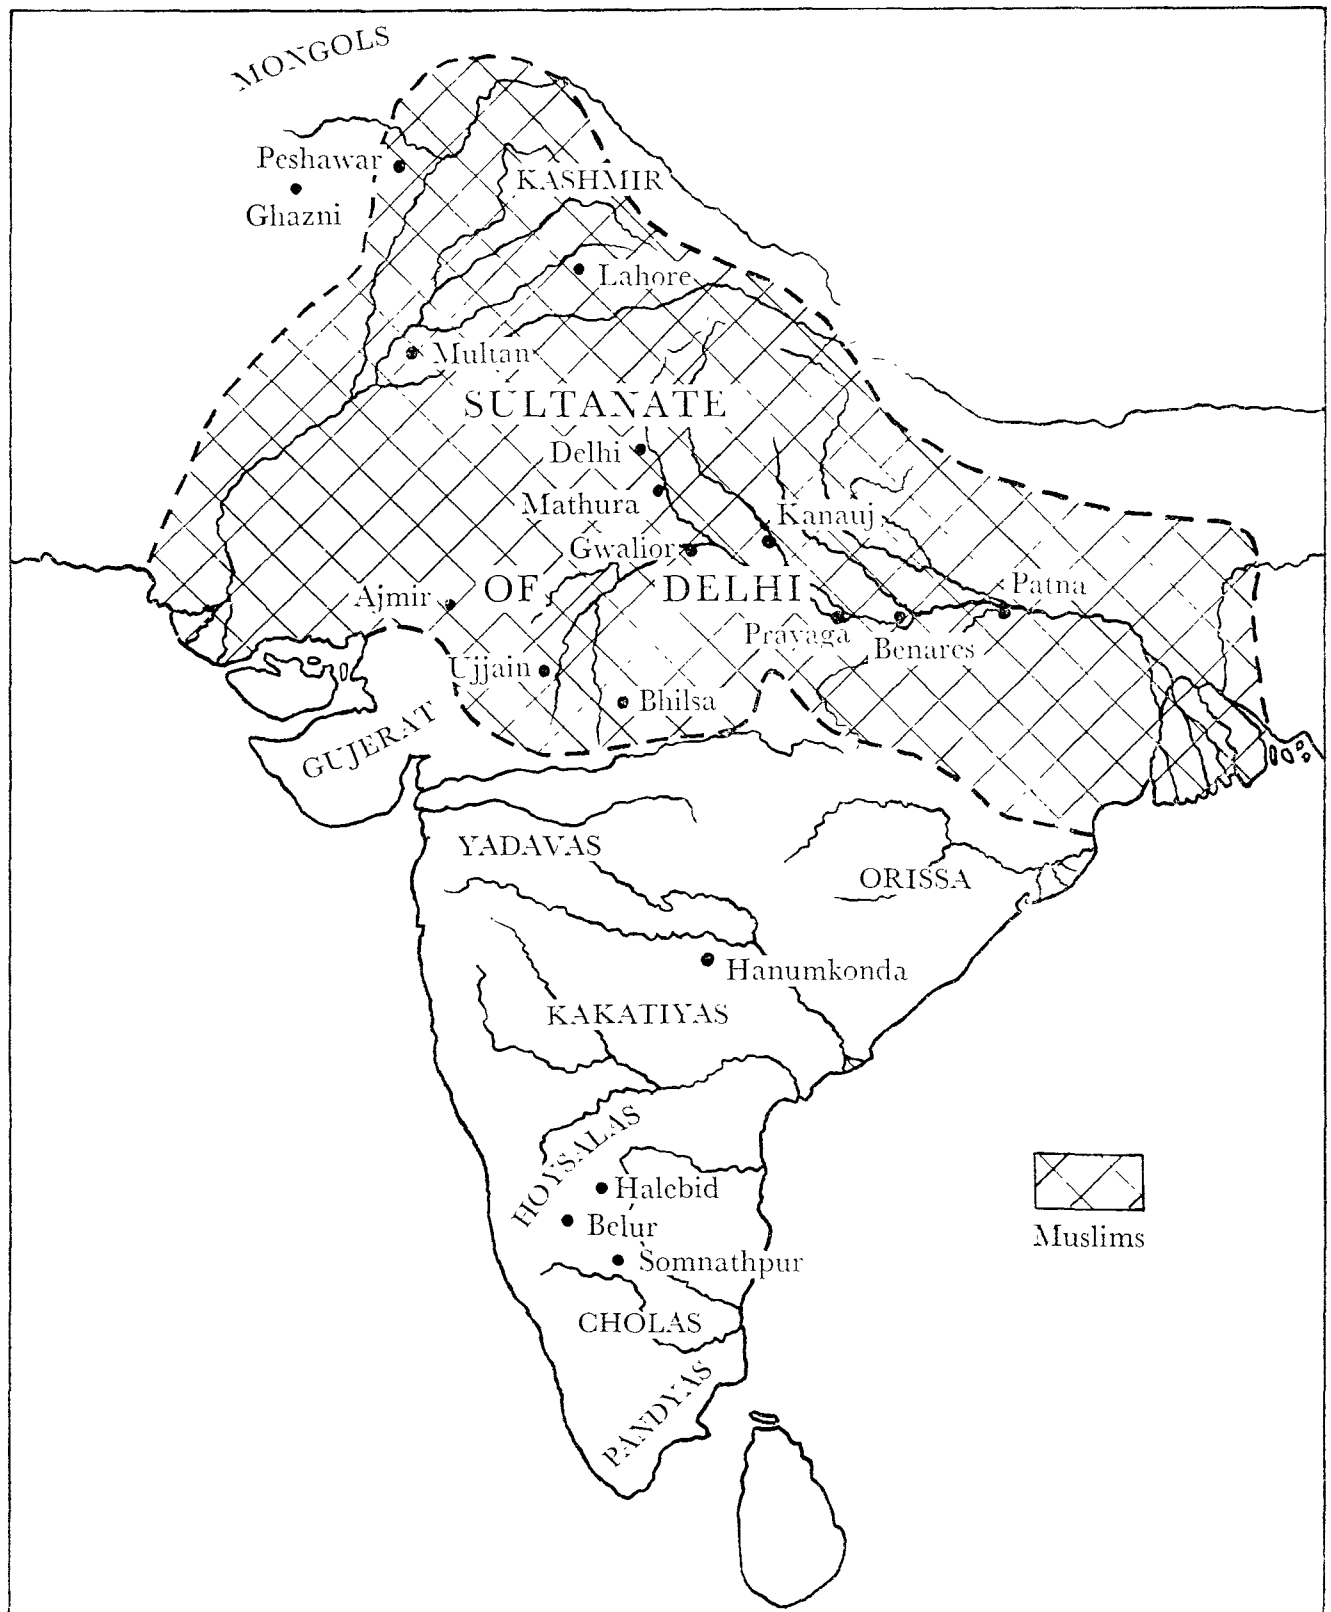 MONGOLS
Peshawar
KASHMIR
Ghazni
Lahore
Multan
SULTANATE
Delhi
Mathura
Kanauj
Gwalior
OF DELHI
Patna
Ajmir
Prayaga
Benares
Ujjain
Bhilsa
GUJERAT
YADAVAS
ORISSA
Hanumkonda
KAKATIYAS
HOYSALAS
Halebid
Belur
Muslims
Somnathpur
CHOLAS
PANDYAS